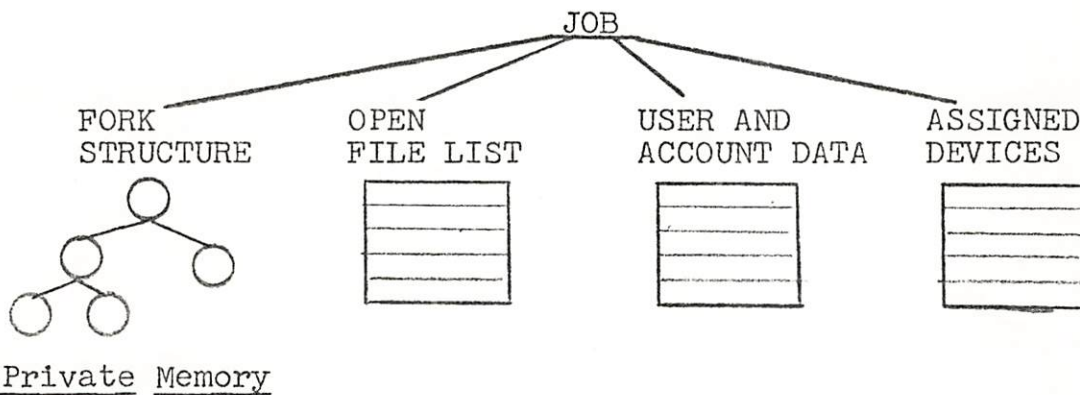 JOB
FORK
STRUCTURE
OPEN
FILE LIST
USER AND
ACCOUNT DATA
ASSIGNED
DEVICES
Private Memory